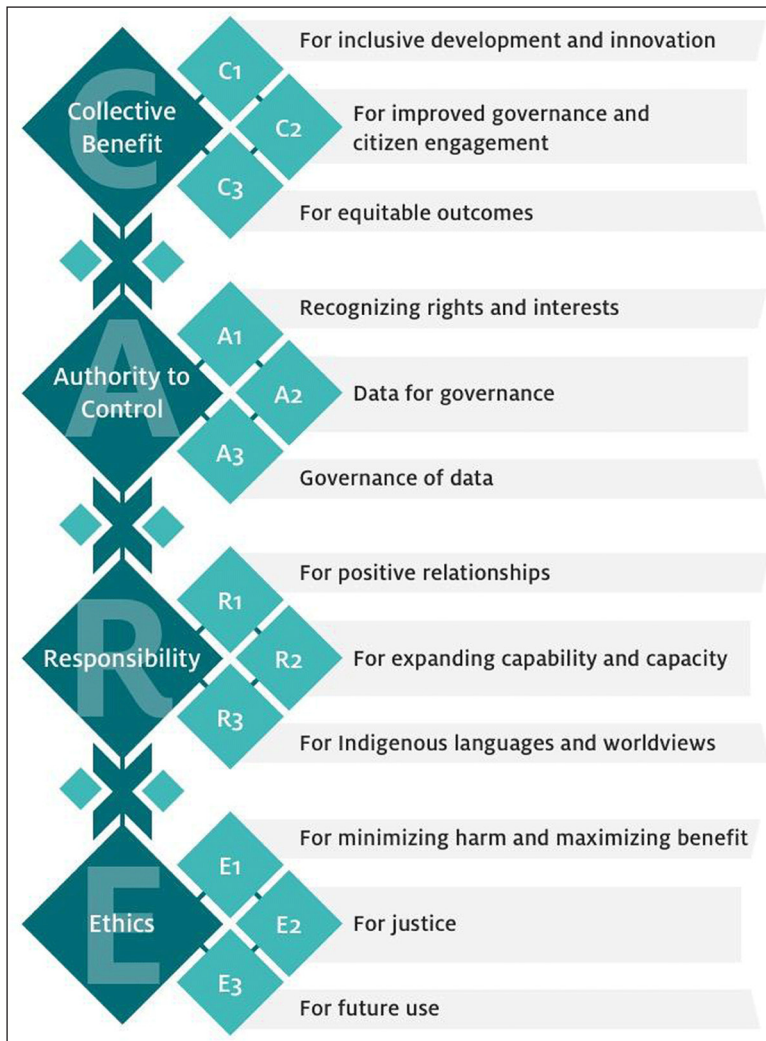 C
Collective
Benefit
C1
For inclusive development and innovation
C2
For improved governance and
citizen engagement
C3
For equitable outcomes
A
Authority to
Control
A1
Recognizing rights and interests
A2
Data for governance
A3
Governance of data
R
Responsibility
R1
For positive relationships
R2
For expanding capability and capacity
R3
For Indigenous languages and worldviews
E
Ethics
E1
For minimizing harm and maximizing benefit
E2
For justice
E3
For future use